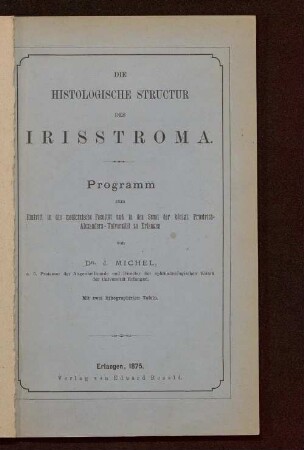 DIE
HISTOLOGISCHE STRUCTUR
DES
IRISSTROMA.
Programm
zum
Eintritt in die medicinische Facultät und in den Senat der königl. Friedrich-
Alexanders-Universität zu Erlangen
von
DR. J. MICHEL,
o. ö. Professor der Augenheilkunde und Director der ophthalmologischen Klinik
der Universität Erlangen.
Mit zwei lithographirten Tafeln.
Erlangen, 1875.
Verlag von Eduard Besold.